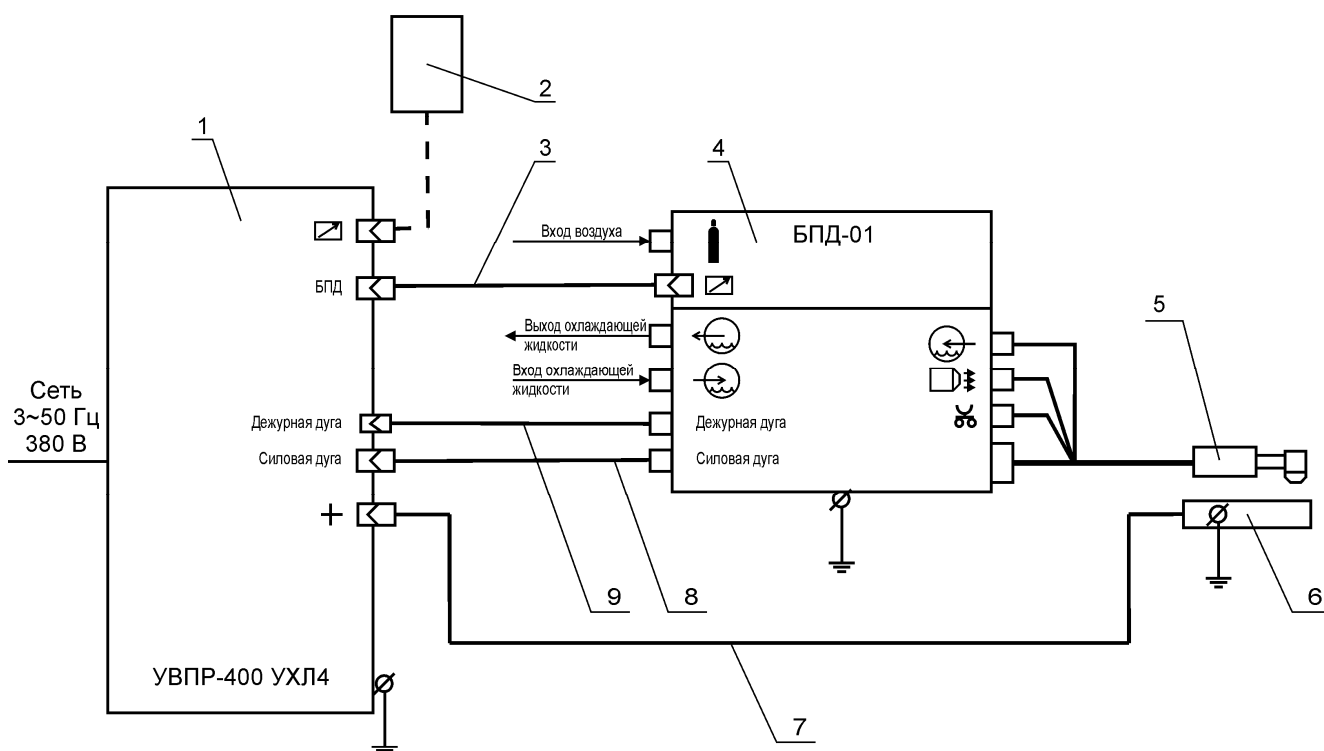 2
1
3
4
Вход воздуха
БПД-01
БПД
5
Выход охлаждающей
жидкости
Вход охлаждающей
жидкости
Сеть
3~50 Гц
380 В
Дежурная дуга
Дежурная дуга
Силовая дуга
Силовая дуга
+
9
8
6
УВПР-400 УХЛ4
7